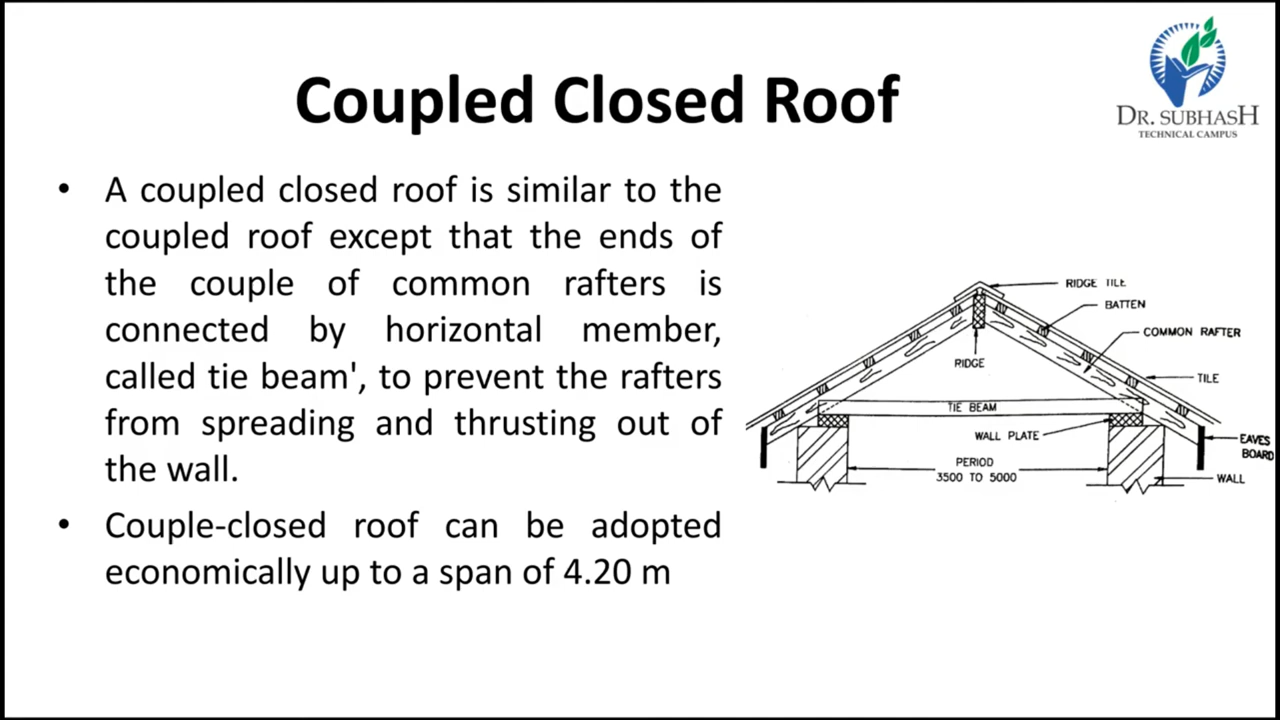 Coupled Closed Roof
DR. SUBHASH
TECHNICAL CAMPUS
• A coupled closed roof is similar to the
coupled roof except that the ends of
the couple of common rafters is
connected by horizontal member,
called tie beam', to prevent the rafters
from spreading and thrusting out of
the wall.
• Couple-closed roof can be adopted
economically up to a span of 4.20 m
RIDGE TILE
BATTEN
COMMON RAFTER
RIDGE
TILE
TIE BEAM
WALL PLATE
EAVES
BOARD
PERIOD
3500 TO 5000
WALL